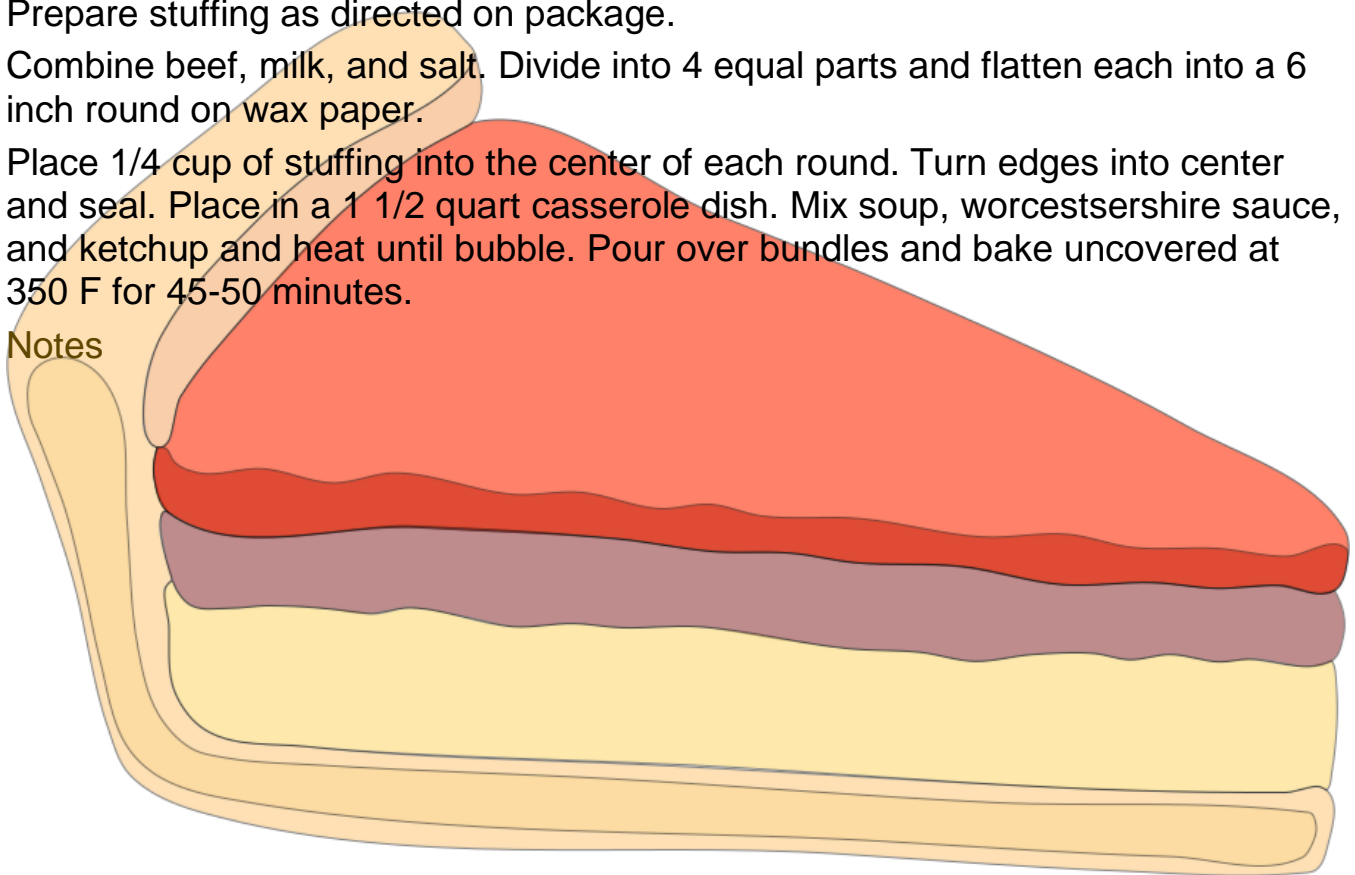 Prepare stuffing as directed on package.
Combine beef, milk, and salt. Divide into 4 equal parts and flatten each into a 6
inch round on wax paper.
Place 1/4 cup of stuffing into the center of each round. Turn edges into center
and seal. Place in a 1 1/2 quart casserole dish. Mix soup, worcestsershire sauce,
and ketchup and heat until bubble. Pour over bundles and bake uncovered at
350 F for 45-50 minutes.
Notes